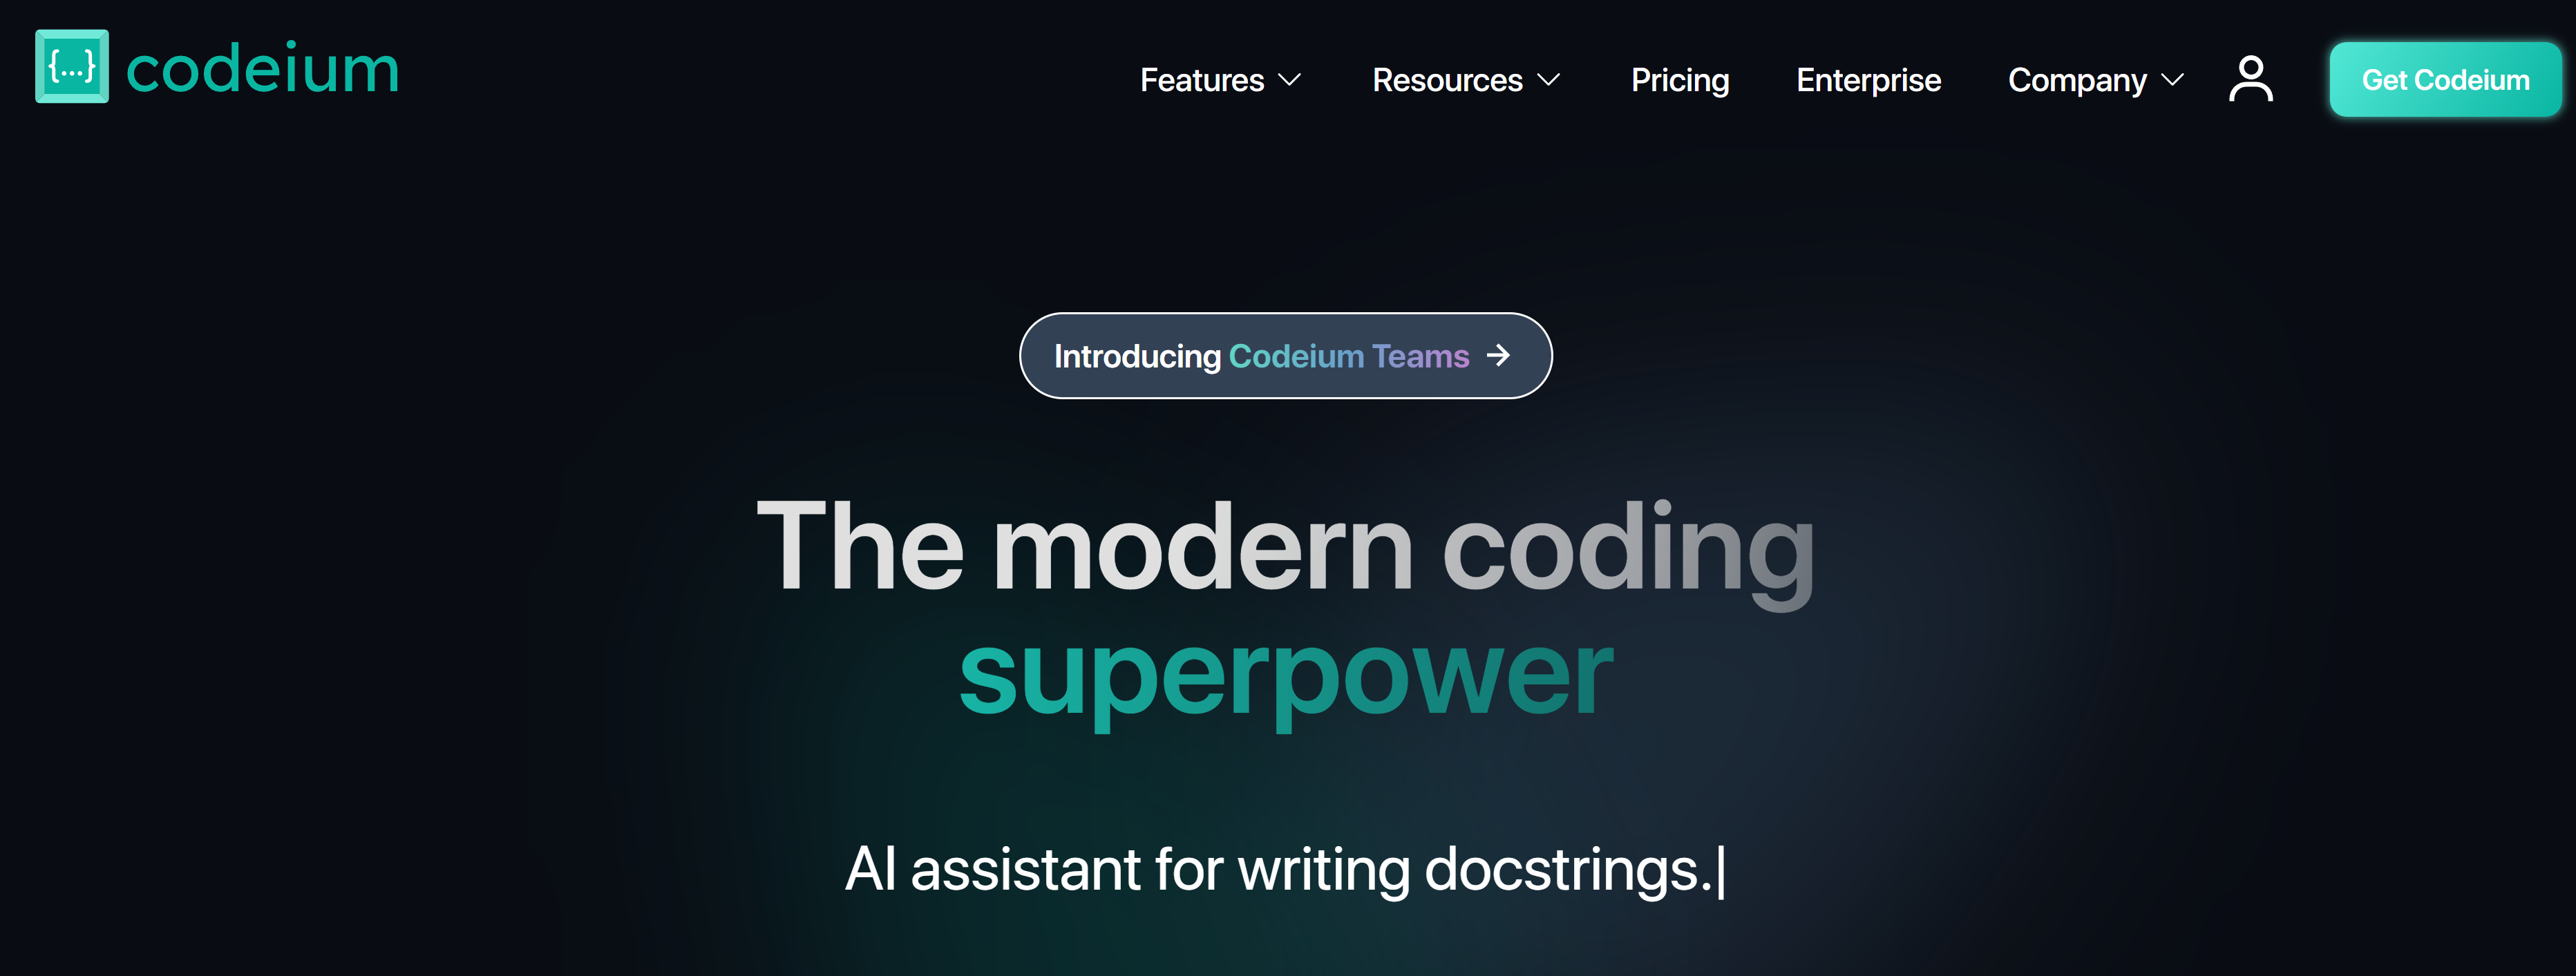 {...} codeium
Features
Resources
Pricing
Enterprise
Company
Get Codeium
Introducing Codeium Teams →
The modern coding
superpower
AI assistant for writing docstrings.|